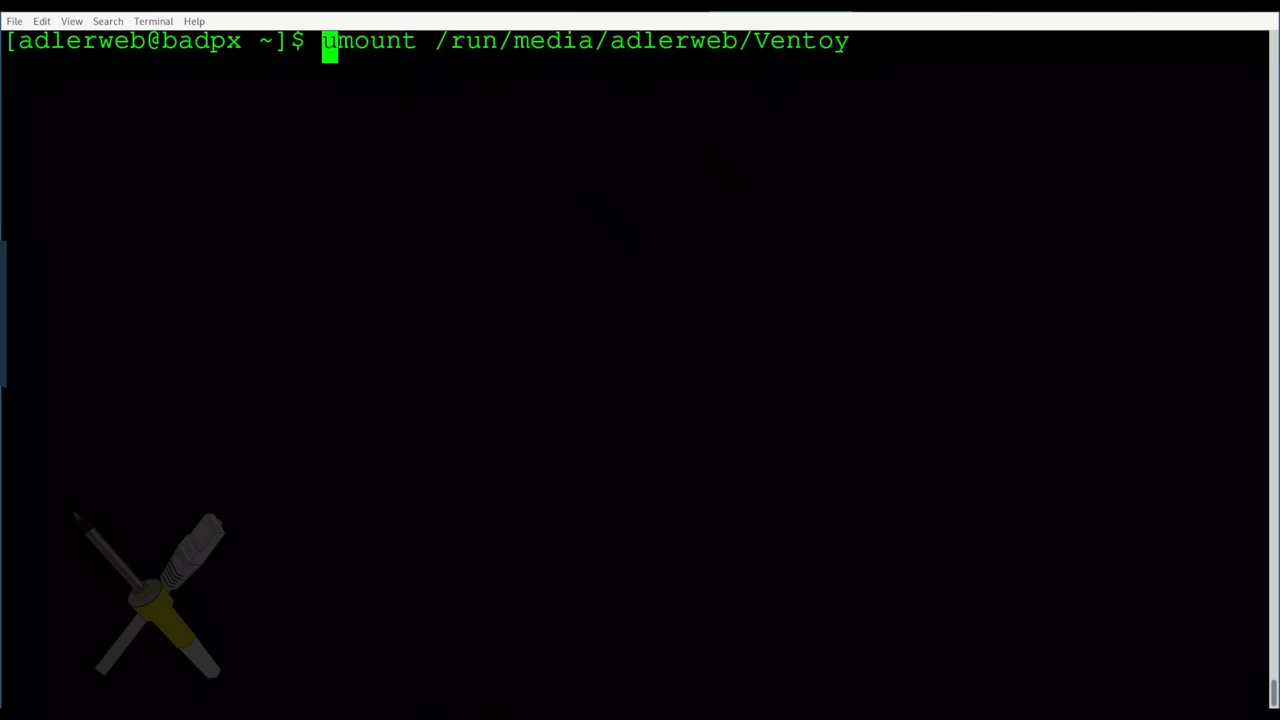 File Edit View Search Terminal Help
[adlerweb@badpx ~]$ umount /run/media/adlerweb/Ventoy